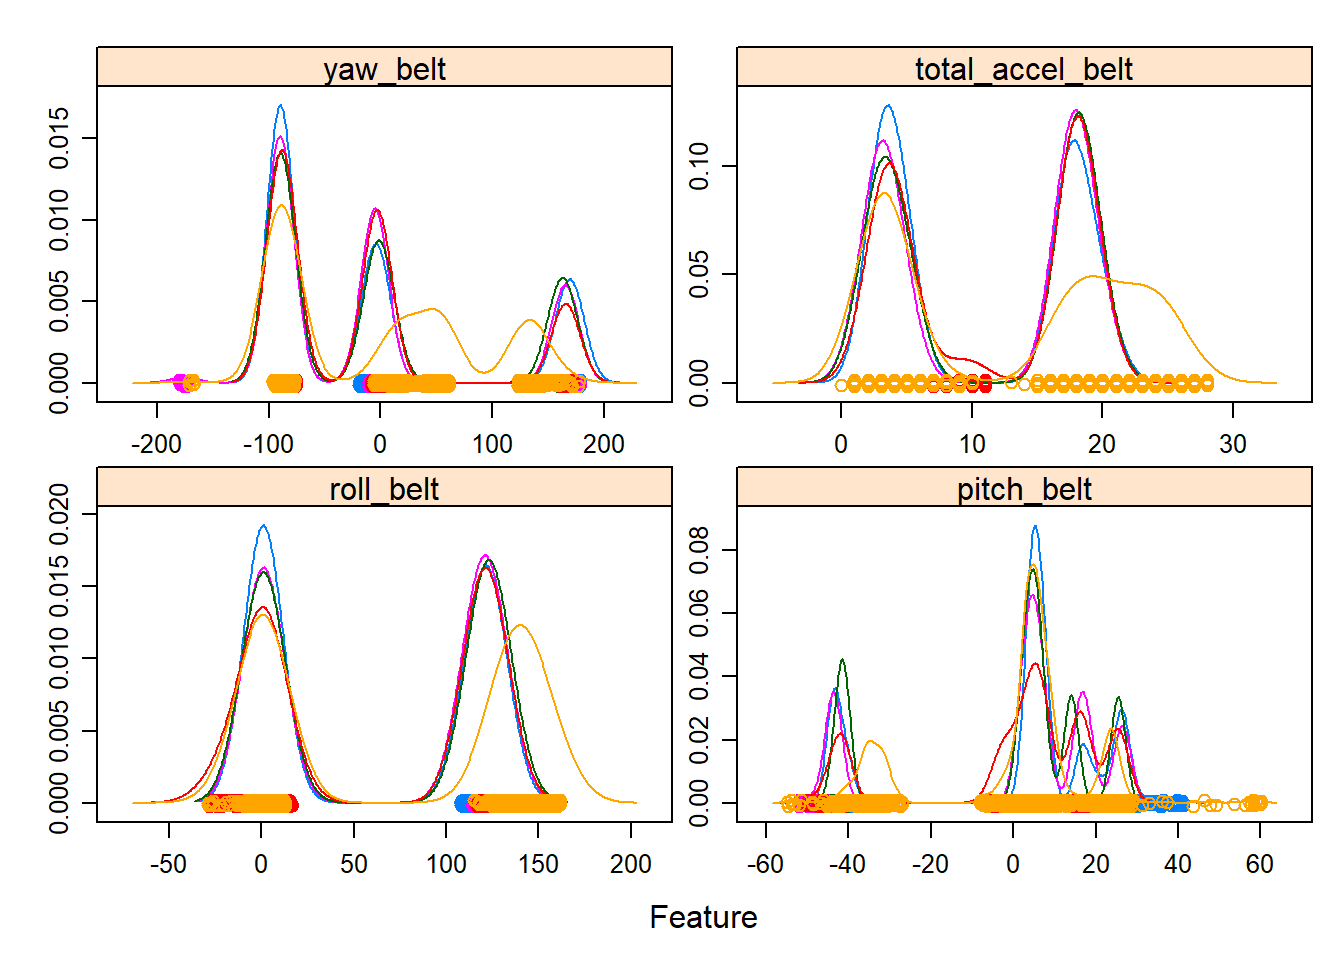 yaw_belt
total_accel_belt
0.000 0.005 0.010 0.015
0.00 0.05 0.10
-200 -100 0 100 200
0 10 20 30
roll_belt
pitch_belt
0.000 0.005 0.010 0.015 0.020
0.00 0.02 0.04 0.06 0.08
-50 0 50 100 150 200
-60 -40 -20 0 20 40 60
Feature